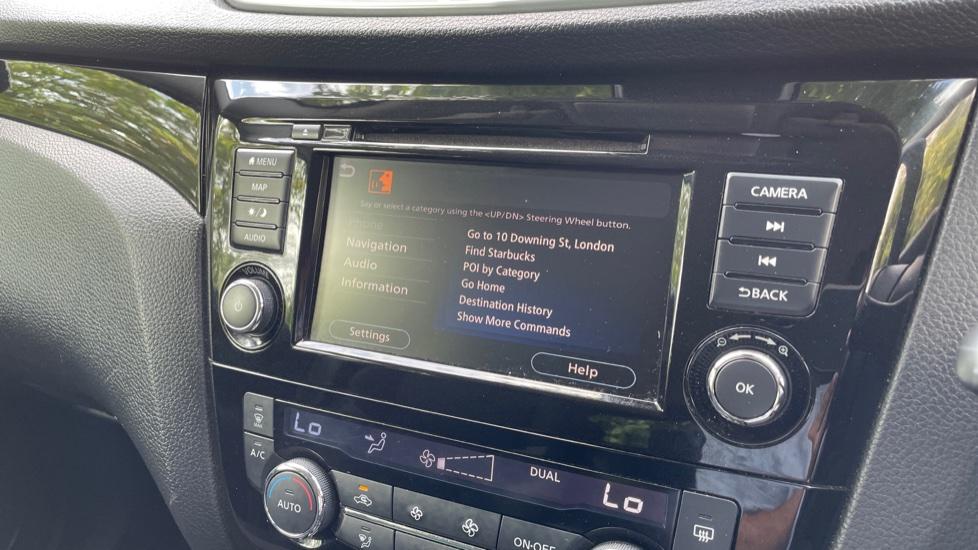 MENU
MAP
AUDIO
VOLUME
Say or select a category using the <UP/DN> Steering Wheel button.
Phone
Navigation
Audio
Information
Settings
Go to 10 Downing St, London
Find Starbucks
POI by Category
Go Home
Destination History
Show More Commands
Help
CAMERA
BACK
OK
MAX
A/C
Lo
DUAL
Lo
AUTO
ON·OFF